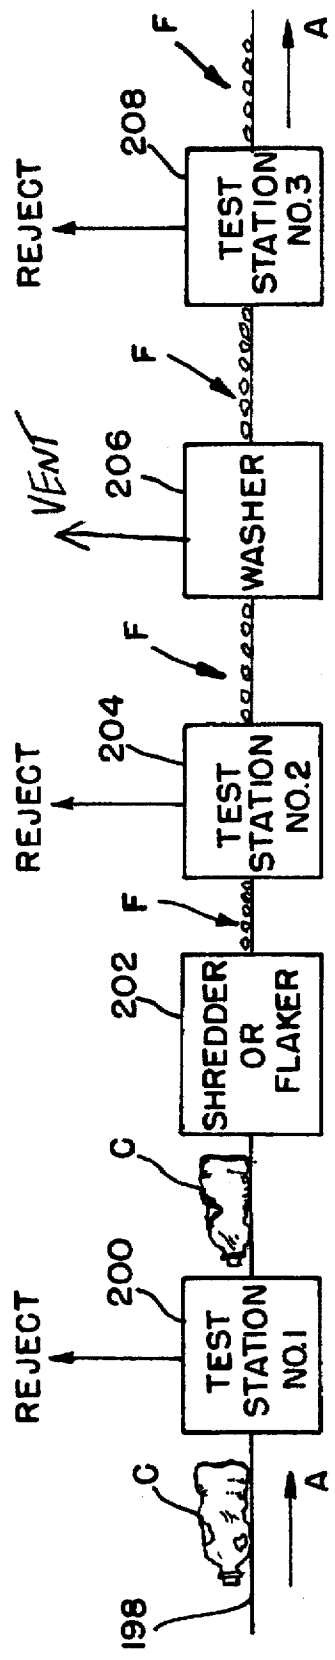 198
C
A
REJECT
200
TEST
STATION
NO.1
C
202
SHREDDER
OR
FLAKER
F
REJECT
204
TEST
STATION
NO.2
F
VENT
206
WASHER
F
REJECT
208
TEST
STATION
NO.3
F
A